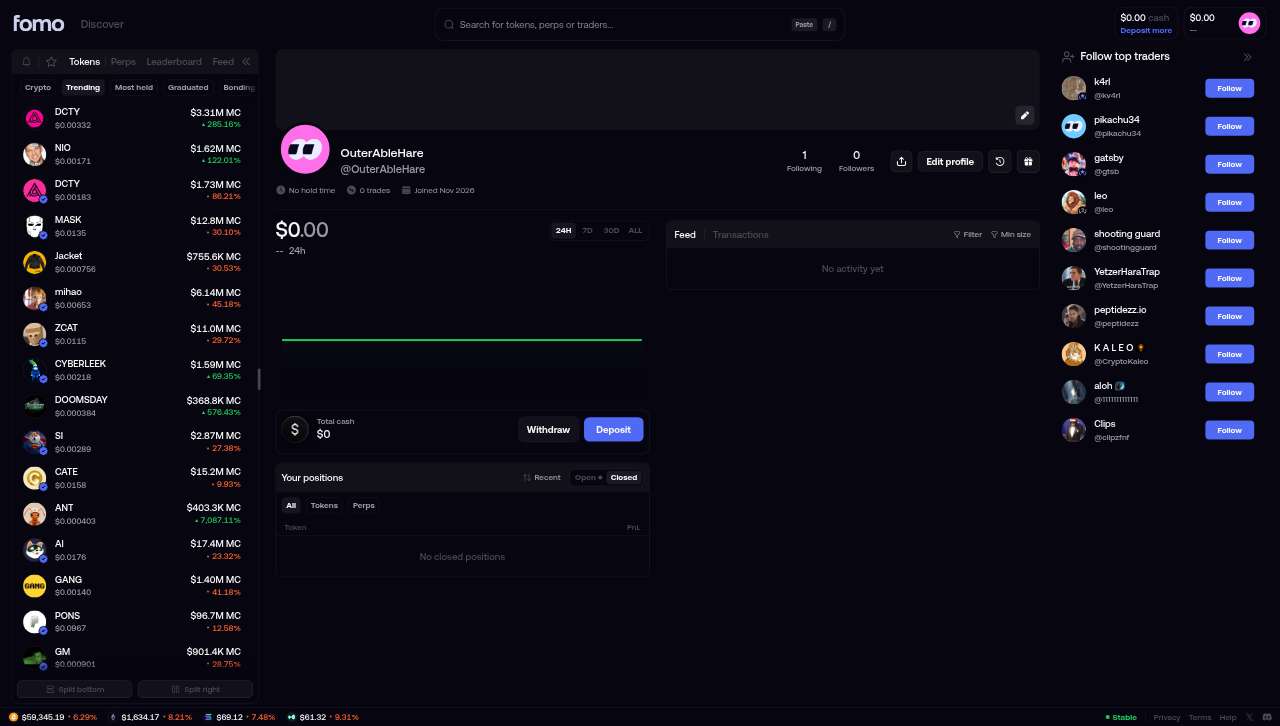 fomo
Discover
Search for tokens, perps or traders...
Paste
/
$0.00 cash
Deposit more
$0.00
—
Tokens
Perps
Leaderboard
Feed
Crypto
Trending
Most held
Graduated
Bonding
DCTY $3.31M MC
$0.00332 285.16%
NIO $1.62M MC
$0.00171 122.01%
DCTY $1.73M MC
$0.00183 86.21%
MASK $12.8M MC
$0.0135 30.10%
Jacket $755.6K MC
$0.000756 30.53%
mihao $6.14M MC
$0.00653 45.18%
ZCAT $11.0M MC
$0.0115 29.72%
CYBERLEEK $1.59M MC
$0.00218 69.35%
DOOMSDAY $368.8K MC
$0.000384 576.43%
SI $2.87M MC
$0.00289 27.38%
CATE $15.2M MC
$0.0158 9.93%
ANT $403.3K MC
$0.000403 7,087.11%
AI $17.4M MC
$0.0176 23.32%
GANG
GANG $1.40M MC
$0.00140 41.18%
PONS $96.7M MC
$0.0967 12.58%
GM $901.4K MC
$0.000901 28.75%
Split bottom
Split right
OuterAbleHare
@OuterAbleHare
No hold time
0 trades
Joined Nov 2026
1
Following
0
Followers
Edit profile
$0.00
-- 24h
24H
7D
30D
ALL
$
Total cash
$0
Withdraw
Deposit
Your positions
Recent
Open
Closed
All
Tokens
Perps
Token
PnL
No closed positions
Feed
Transactions
Filter
Min size
No activity yet
Follow top traders
k4rl
@kv4rl
Follow
pikachu34
@pikachu34
Follow
gatsby
@gtsb
Follow
leo
@leo
Follow
shooting guard
@shootingguard
Follow
YetzerHaraTrap
@YetzerHaraTrap
Follow
peptidezz.io
@peptidezz
Follow
K A L E O
@CryptoKaleo
Follow
aloh
Follow
Clips
@clipzfnf
Follow
$59,345.19 6.29%
$1,634.17 8.21%
$69.12 7.48%
$61.32 9.31%
Stable
Privacy
Terms
Help